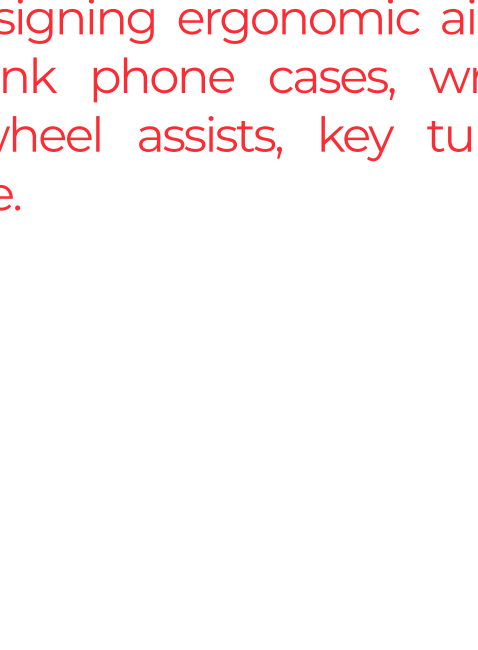 signing ergonomic ai
nk phone cases, wr
wheel assists, key tu
e.